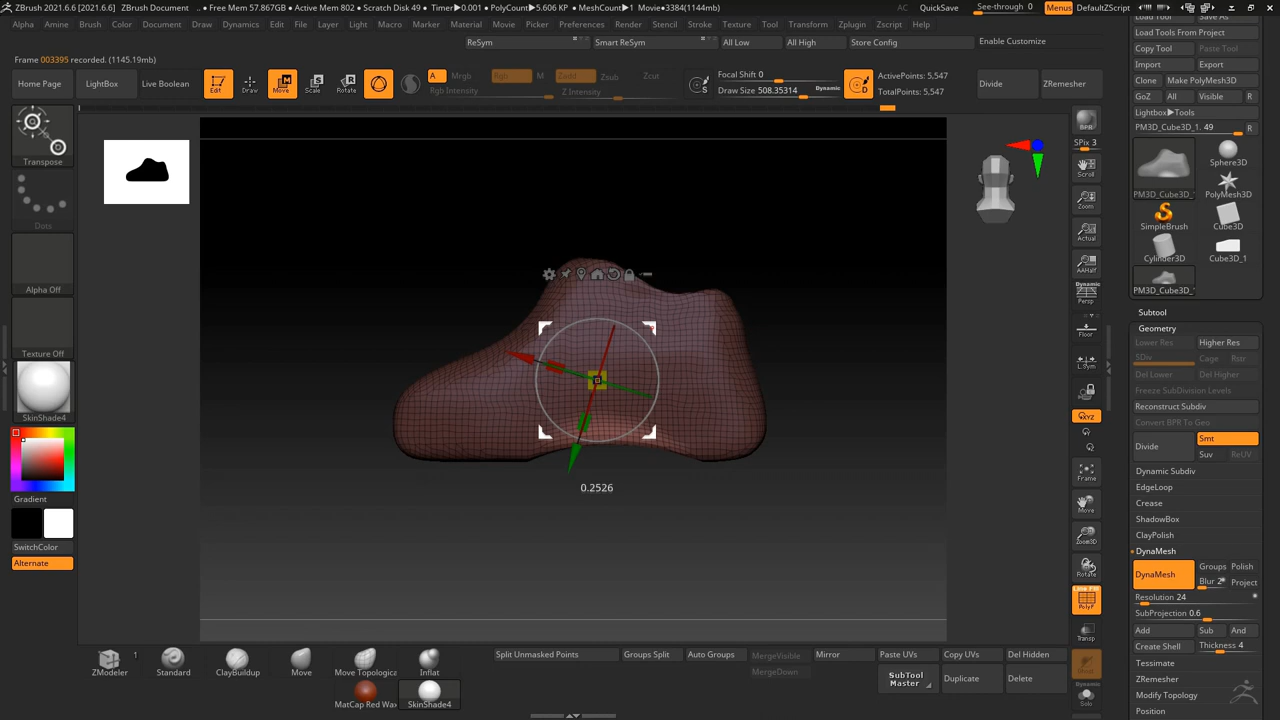 ZBrush 2021.6.6 [2021.6.6] ZBrush Document • Free Mem 57.867GB • Active Mem 802 • Scratch Disk 49 • Timer▶0.001 • PolyCount▶5.606 KP • MeshCount▶1 Movie●3384(1144mb) AC QuickSave See-through 0 Menus DefaultZScript
Alpha Anime Brush Color Document Draw Dynamics Edit File Layer Light Macro Material Movie Picker Preferences Render Stencil Stroke Texture Tool Transform Zplugin Zscript Help
Load Tool Save As
Load Tools From Project
Copy Tool Paste Tool
Import Export
Clone Make PolyMesh3D
GoZ All Visible R
Lightbox▶Tools
PM3D_Cube3D_1. 49 R
ReSym Smart ReSym All Low All High Store Config Enable Customize
Frame 003395 recorded. (1145.19mb)
Home Page LightBox Live Boolean Edit Draw Move Scale Rotate A Mrgb Rgb M Zadd Zsub Zcut
Rgb Intensity Z Intensity
S Focal Shift 0
Draw Size 508.35314 Dynamic D
ActivePoints: 5,547
TotalPoints: 5,547
Divide ZRemesher
Transpose
Dots
Alpha Off
Texture Off
SkinShade4
Gradient
SwitchColor
Alternate
0.2526
BPR
SPix 3
Scroll
Zoom
Actual
AAHalf
Dynamic
Persp
Floor
L.Sym
XYZ
Frame
Move
Zoom3D
Rotate
Line Fill
PolyF
Transp
Dynamic
Solo
Sphere3D
PM3D_Cube3D_1 PolyMesh3D
SimpleBrush Cube3D
Cylinder3D Cube3D_1
PM3D_Cube3D_1
Subtool
Geometry
Lower Res Higher Res
SDiv Cage Rstr
Del Lower Del Higher
Freeze SubDivision Levels
Reconstruct Subdiv
Convert BPR To Geo
Divide Smt
Suv ReUV
Dynamic Subdiv
EdgeLoop
Crease
ShadowBox
ClayPolish
DynaMesh
DynaMesh Groups Polish
Blur 2 Project
Resolution 24
SubProjection 0.6
Add Sub And
Create Shell Thickness 4
Tessimate
ZRemesher
Modify Topology
Position
1
ZModeler Standard ClayBuildup Move Move Topological Inflat
MatCap Red Wax SkinShade4
Split Unmasked Points Groups Split Auto Groups MergeVisible Mirror Paste UVs Copy UVs Del Hidden
MergeDown SubTool Master Duplicate Delete